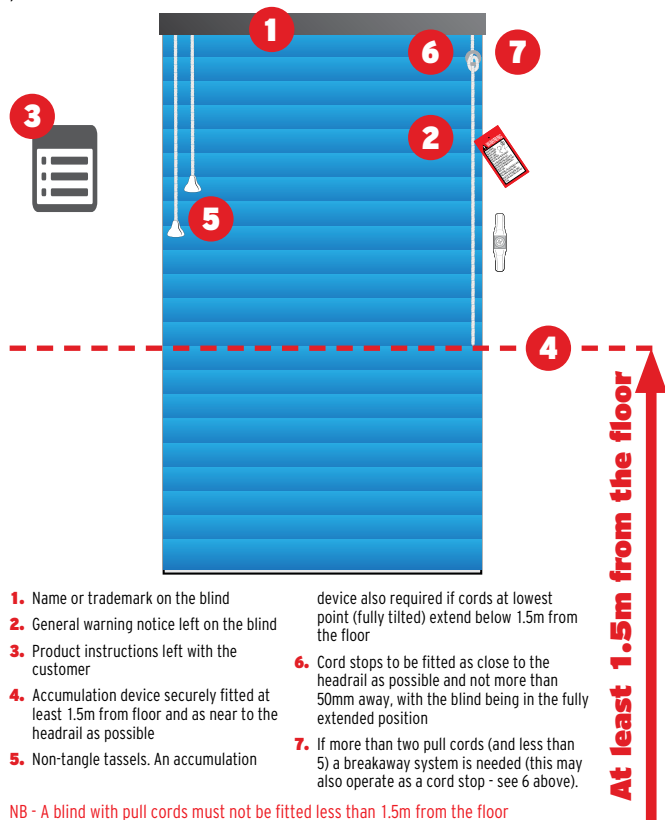 1
6
7
3
2
5
4
At least 1.5m from the floor
1. Name or trademark on the blind
2. General warning notice left on the blind
3. Product instructions left with the
customer
4. Accumulation device securely fitted at
least 1.5m from floor and as near to the
headrail as possible
5. Non-tangle tassels. An accumulation
device also required if cords at lowest
point (fully tilted) extend below 1.5m from
the floor
6. Cord stops to be fitted as close to the
headrail as possible and not more than
50mm away, with the blind being in the fully
extended position
7. If more than two pull cords (and less than
5) a breakaway system is needed (this may
also operate as a cord stop - see 6 above).
NB - A blind with pull cords must not be fitted less than 1.5m from the floor